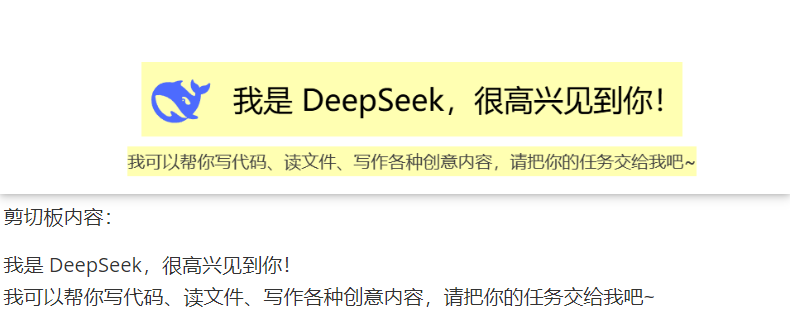 我是 DeepSeek，很高兴见到你！
我可以帮你写代码、读文件、写作各种创意内容，请把你的任务交给我吧~
剪切板内容：
我是 DeepSeek，很高兴见到你！
我可以帮你写代码、读文件、写作各种创意内容，请把你的任务交给我吧~